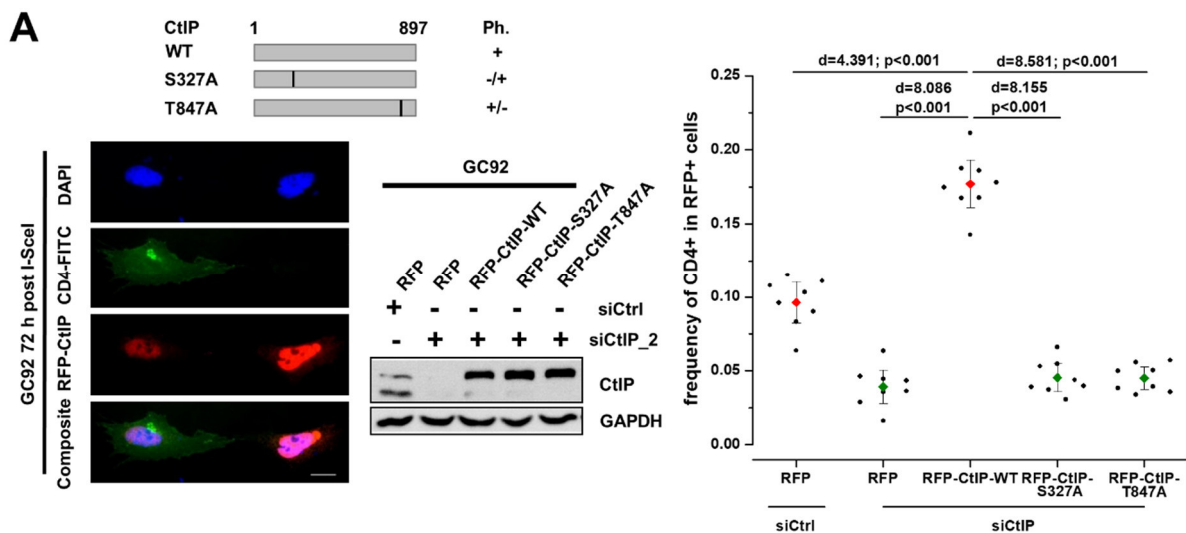 A
CtIP 1 897 Ph.
WT +
S327A -/+
T847A +/-
GC92 72 h post I-SceI
DAPI
CD4-FITC
RFP-CtIP
Composite
GC92
RFP
RFP
RFP-CtIP-WT
RFP-CtIP-S327A
RFP-CtIP-T847A
+ - - - - siCtrl
- + + + + siCtIP_2
CtIP
GAPDH
frequency of CD4+ in RFP+ cells
0.25
0.20
0.15
0.10
0.05
0.00
d=4.391; p<0.001 d=8.581; p<0.001
d=8.086 d=8.155
p<0.001 p<0.001
RFP RFP RFP-CtIP-WT RFP-CtIP- RFP-CtIP-
S327A T847A
siCtrl siCtIP